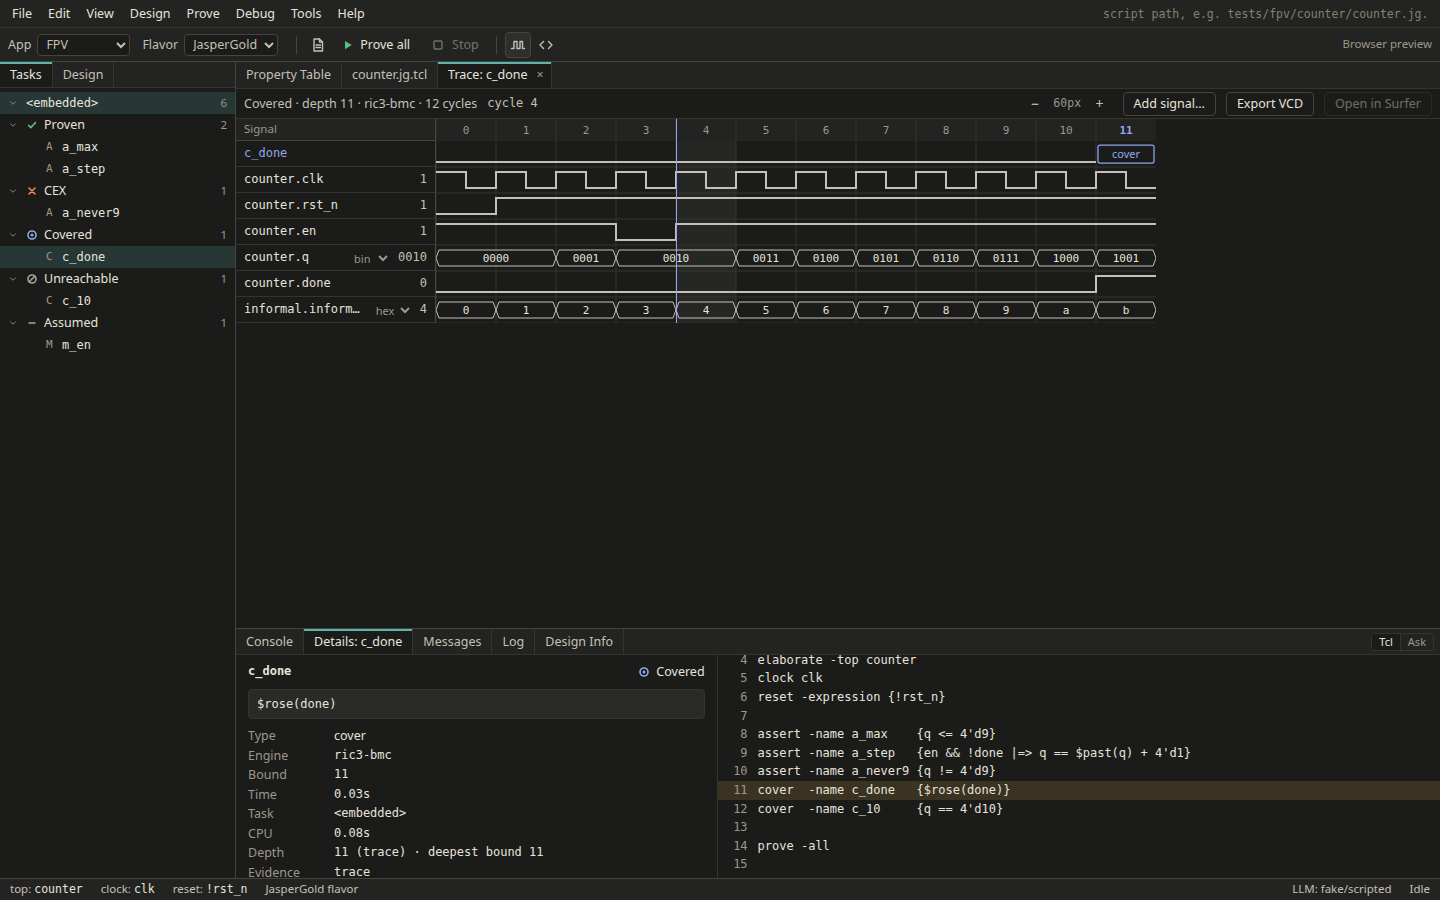 File Edit View Design Prove Debug Tools Help script path, e.g. tests/fpv/counter/counter.jg.
App FPV Flavor JasperGold Prove all Stop Browser preview
Tasks Design
<embedded> 6
Proven 2
A a_max
A a_step
CEX 1
A a_never9
Covered 1
C c_done
Unreachable 1
C c_10
Assumed 1
M m_en
Property Table counter.jg.tcl Trace: c_done ×
Covered · depth 11 · ric3-bmc · 12 cycles cycle 4 − 60px + Add signal... Export VCD Open in Surfer
Signal 0 1 2 3 4 5 6 7 8 9 10 11
c_done cover
counter.clk 1
counter.rst_n 1
counter.en 1
counter.q bin 0010 0000 0001 0010 0011 0100 0101 0110 0111 1000 1001
counter.done 0
informal.inform… hex 4 0 1 2 3 4 5 6 7 8 9 a b
Console Details: c_done Messages Log Design Info Tcl Ask
c_done Covered
$rose(done)
Type cover
Engine ric3-bmc
Bound 11
Time 0.03s
Task <embedded>
CPU 0.08s
Depth 11 (trace) · deepest bound 11
Evidence trace
4 elaborate -top counter
5 clock clk
6 reset -expression {!rst_n}
7
8 assert -name a_max {q <= 4'd9}
9 assert -name a_step {en && !done |=> q == $past(q) + 4'd1}
10 assert -name a_never9 {q != 4'd9}
11 cover -name c_done {$rose(done)}
12 cover -name c_10 {q == 4'd10}
13
14 prove -all
15
top: counter clock: clk reset: !rst_n JasperGold flavor LLM: fake/scripted Idle